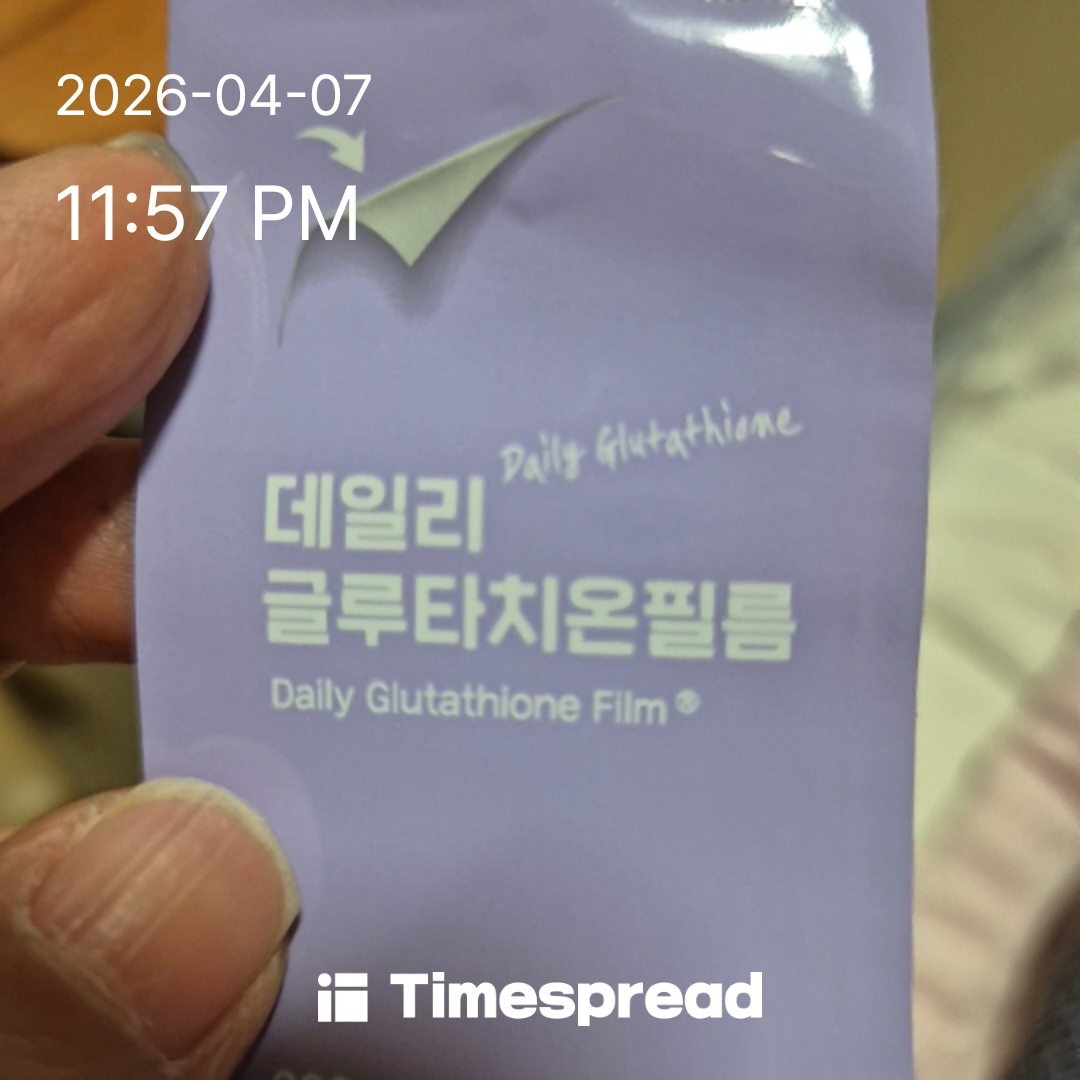 2026-04-07
11:57 PM
Daily Glutathione
데일리
글루타치온필름
Daily Glutathione Film®
Timespread